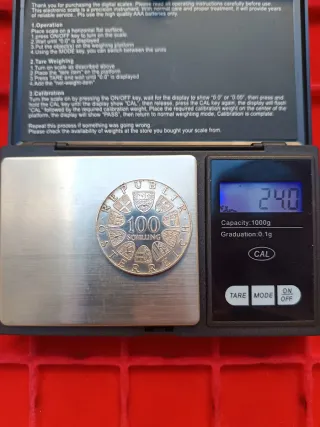 Thank you for purchasing the digital scales. Please read all operating instructions carefully before use.
This electronic scale is a precision instrument. With normal care and proper treatment, it will provide years
of reliable service. Pls use the high quality AAA batteries only.
1.Operation
Place scale on a horizontal flat surface.
1.press ON/OFF key to turn on the scale.
2.Wait until "0.0" is displayed
3.Put the object(s) on the weighing platform
4.Using the MODE key, you can switch between the units
2.Tare Weighing
1.Turn on scale as described above
2.Place the "tare item" on the platform
3.Press TARE and wait until "0.0" is displayed
4.Add the "net-weight-item"
3.Calibration
Turn the scale on by pressing the ON/OFF key, wait for the display to show "0.0" or "0.00", then press and
hold the CAL key until the display show "CAL", then release, press the CAL key again, the display will flash
"CAL" followed by the required calibration weight. Place the required calibration weight on the center of the
platform, the display will show "PASS", then return to normal weighing mode. Calibration is complete!
Repeat this process if something was going wrong.
Please check the availability of weights at the store you bought your scale from.
REPUBLIK
100
SCHILLING
ÖSTERREICH
24.0
Capacity:1000g
Graduation:0.1g
CAL
TARE
MODE
ON
OFF